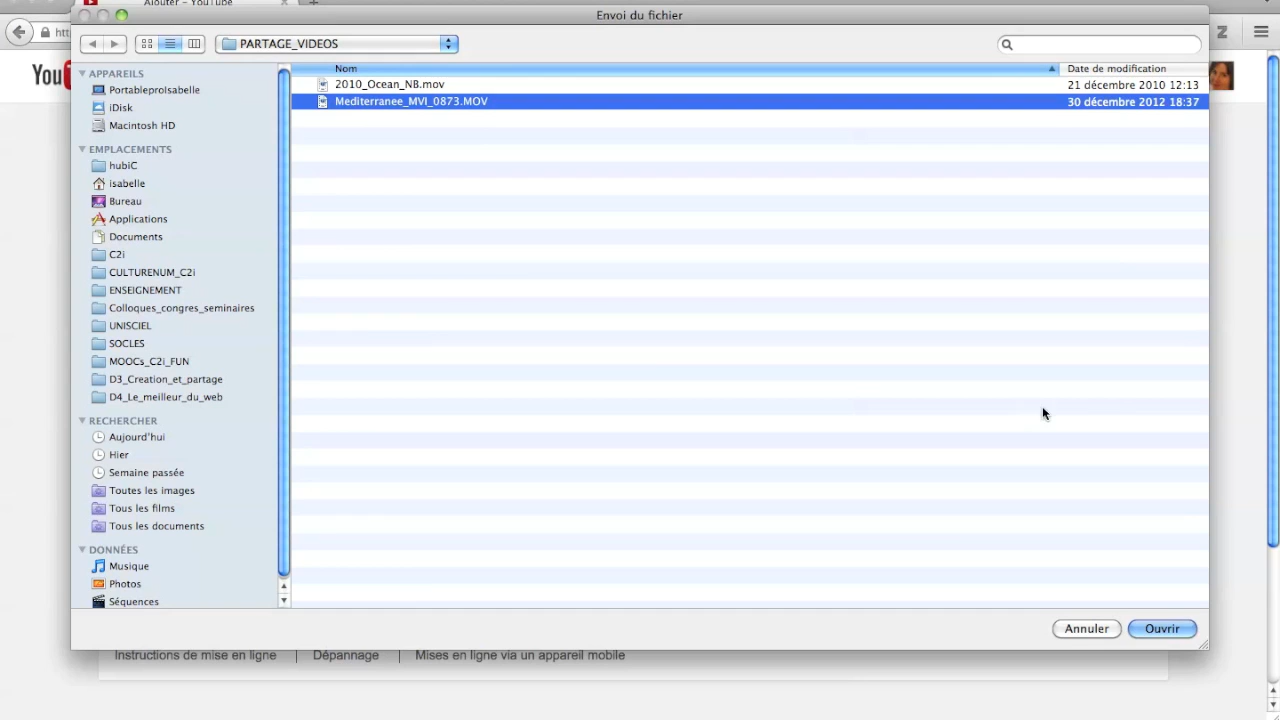 Ajouter - YouTube
Envoi du fichier
htt
PARTAGE_VIDEOS
You
APPAREILS
PortableproIsabelle
iDisk
Macintosh HD
EMPLACEMENTS
hubiC
isabelle
Bureau
Applications
Documents
C2i
CULTURENUM_C2i
ENSEIGNEMENT
Colloques_congres_seminaires
UNISCIEL
SOCLES
MOOCs_C2i_FUN
D3_Creation_et_partage
D4_Le_meilleur_du_web
RECHERCHER
Aujourd'hui
Hier
Semaine passée
Toutes les images
Tous les films
Tous les documents
DONNÉES
Musique
Photos
Séquences
Nom Date de modification
2010_Ocean_NB.mov 21 décembre 2010 12:13
Mediterranee_MVI_0873.MOV 30 décembre 2012 18:37
Annuler Ouvrir
Instructions de mise en ligne Dépannage Mises en ligne via un appareil mobile